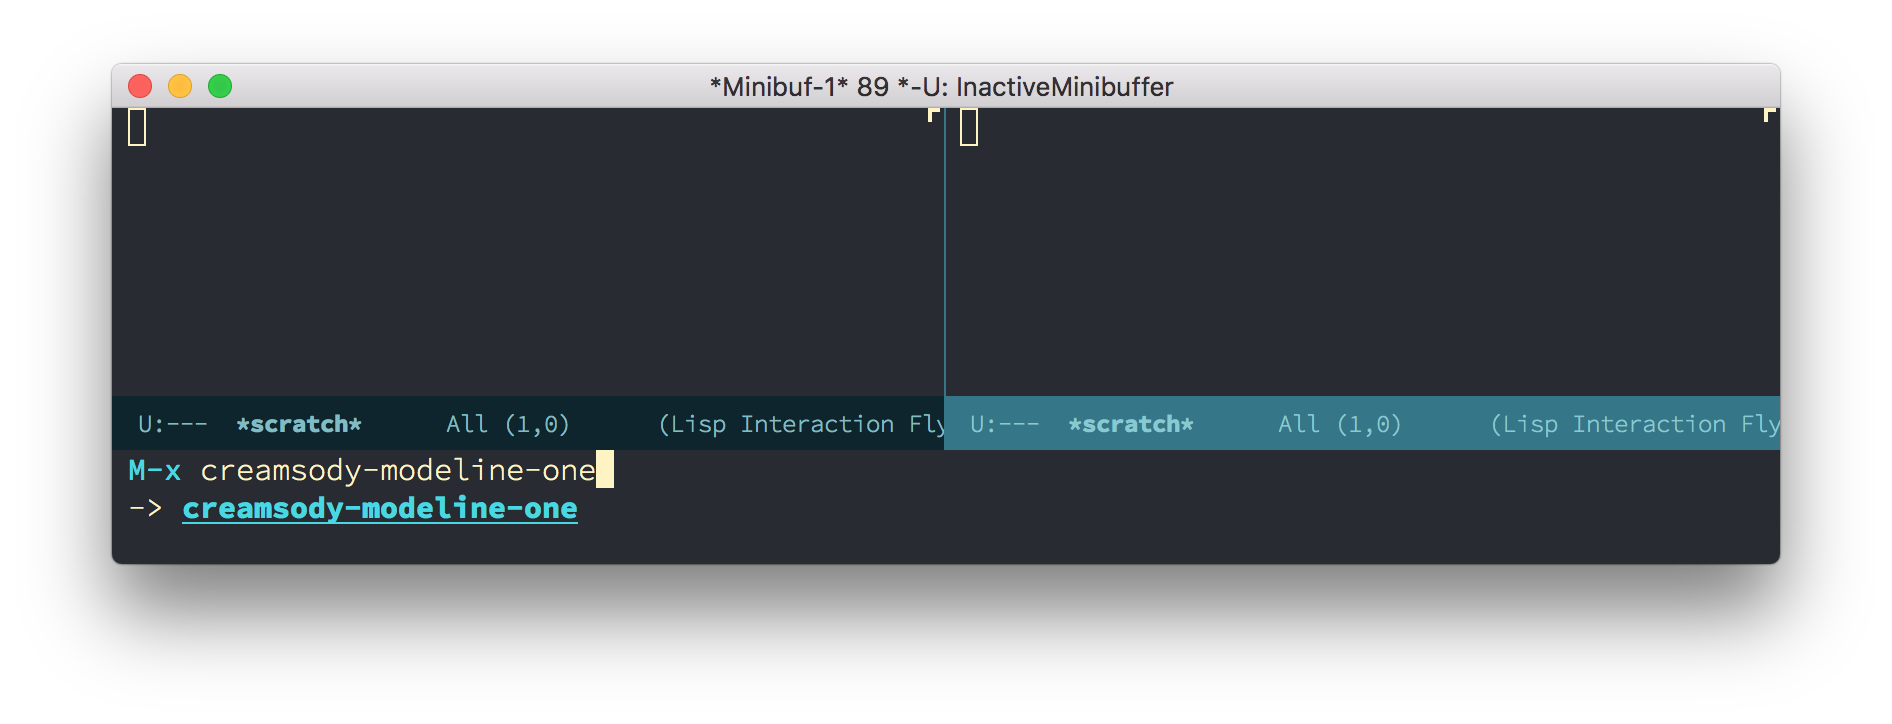 *Minibuf-1* 89 *-U: InactiveMinibuffer
U:--- *scratch* All (1,0) (Lisp Interaction Fly
U:--- *scratch* All (1,0) (Lisp Interaction Fly
M-x creamsody-modeline-one
-> creamsody-modeline-one